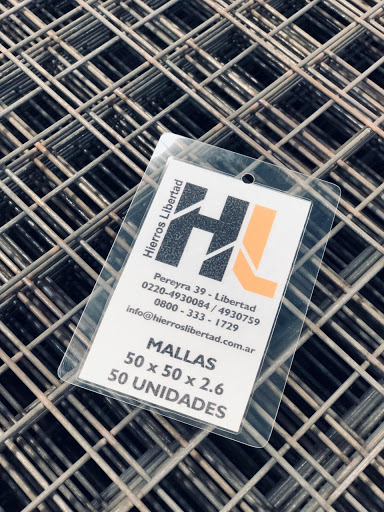 Hierros Libertad
HL
Pereyra 39 - Libertad
0220-4930084 / 4930759
0800 - 333 - 1729
info@hierroslibertad.com.ar
MALLAS
50 x 50 x 2.6
50 UNIDADES